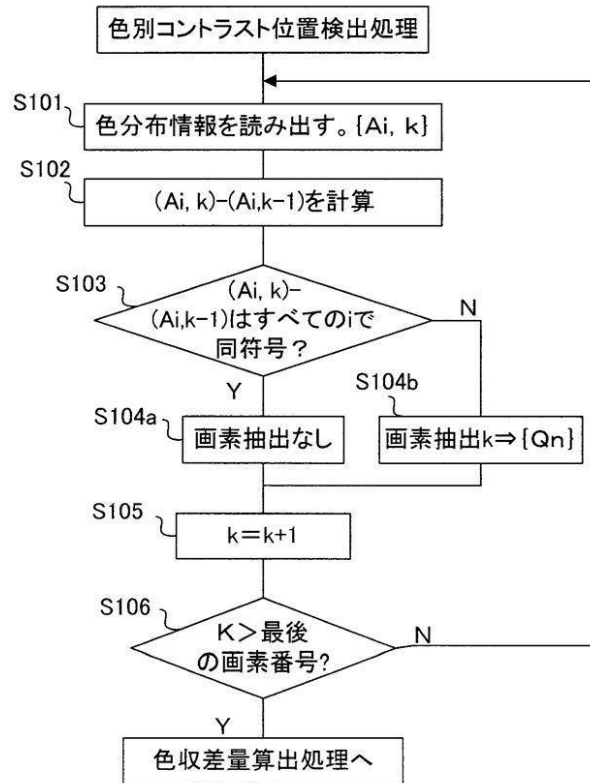 色別コントラスト位置検出処理
S101
色分布情報を読み出す。{Ai, k}
S102
(Ai, k)-(Ai,k-1)を計算
S103
(Ai, k)-
(Ai,k-1)はすべてのiで
同符号？
N
Y
S104a
画素抽出なし
S104b
画素抽出k⇒{Qn}
S105
k＝k+1
S106
K＞最後
の画素番号?
N
Y
色収差量算出処理へ